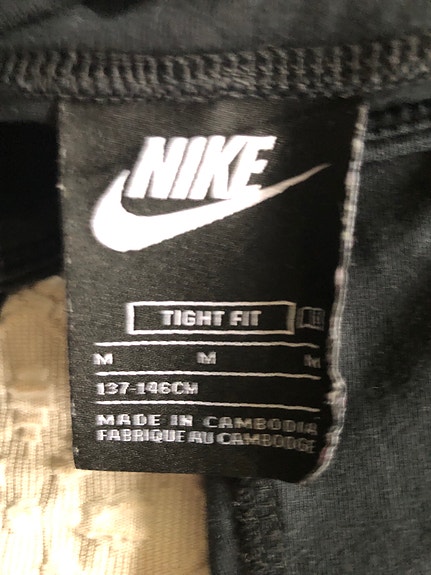 NIKE
TIGHT FIT
M M M
137-146CM
MADE IN CAMBODIA
FABRIQUE AU CAMBODGE